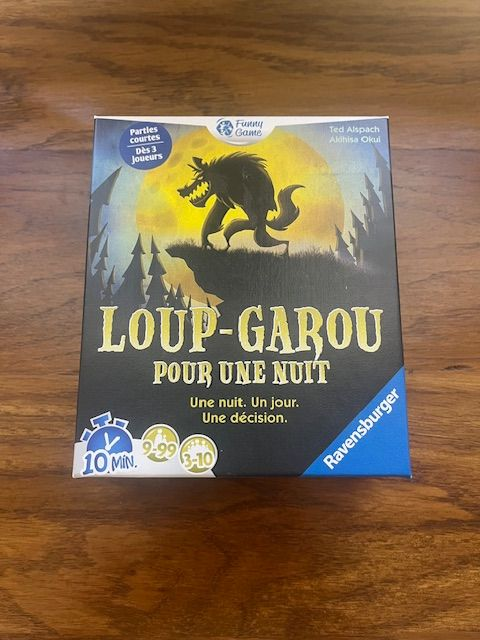 Funny
Game
Parties
courtes
Dès 3
joueurs
Ted Alspach
Akihisa Okui
LOUP-GAROU
POUR UNE NUIT
Une nuit. Un jour.
Une décision.
10 MIN.
9-99
3-10
Ravensburger